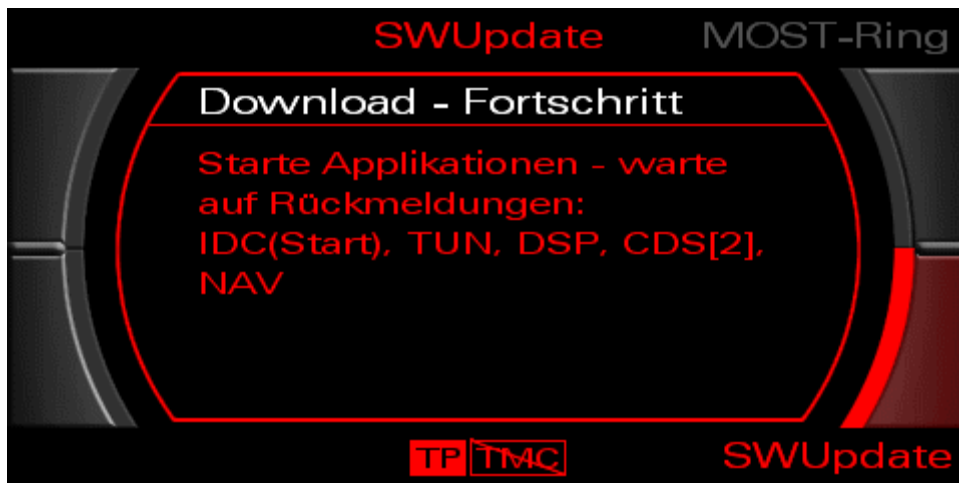 SWUpdate MOST-Ring
Download - Fortschritt
Starte Applikationen - warte
auf Rückmeldungen:
IDC(Start), TUN, DSP, CDS[2],
NAV
TP TMC SWUpdate